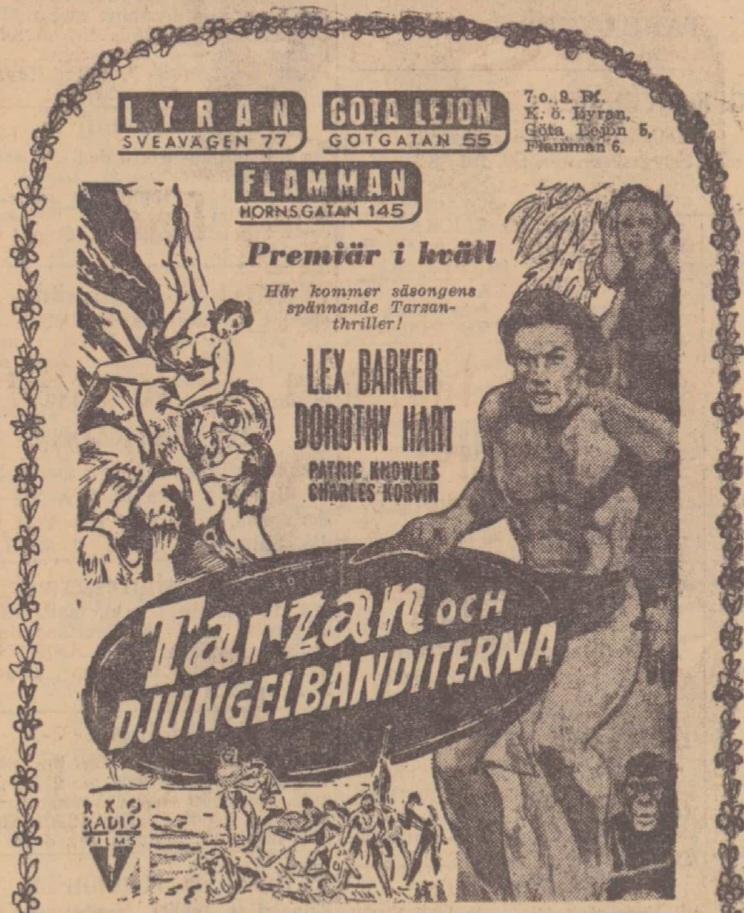 LYRAN
SVEAVÄGEN 77
GÖTA LEJON
GÖTGATAN 55
7 o. 9. Bf.
K. ö. Lyran,
Göta Lejon 5,
Flamman 6.
FLAMMAN
HORNSGATAN 145
Premiär i kväll
Här kommer säsongens
spännande Tarzan-
thriller!
LEX BARKER
DOROTHY HART
PATRIC KNOWLES
CHARLES KORVIN
Tarzan OCH
DJUNGELBANDITERNA
RKO
RADIO
FILMS